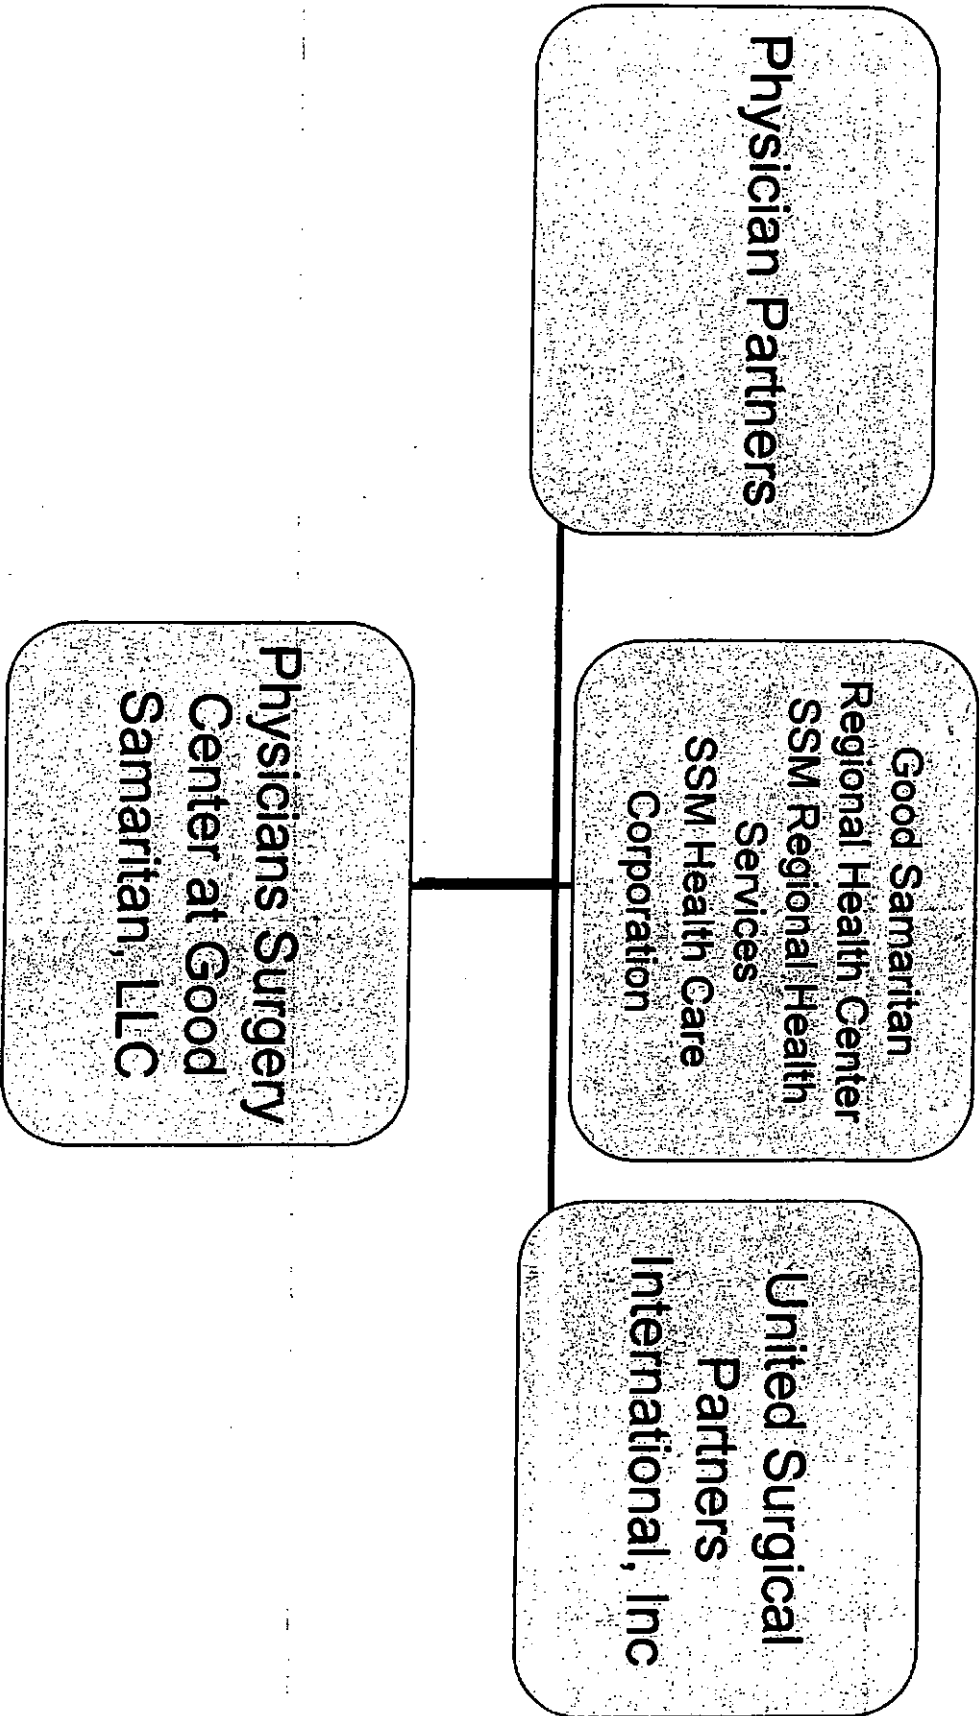 Physician Partners
Good Samaritan
Regional Health Center
SSM Regional Health
Services
SSM Health Care
Corporation
United Surgical
Partners
International, Inc
Physicians Surgery
Center at Good
Samaritan, LLC